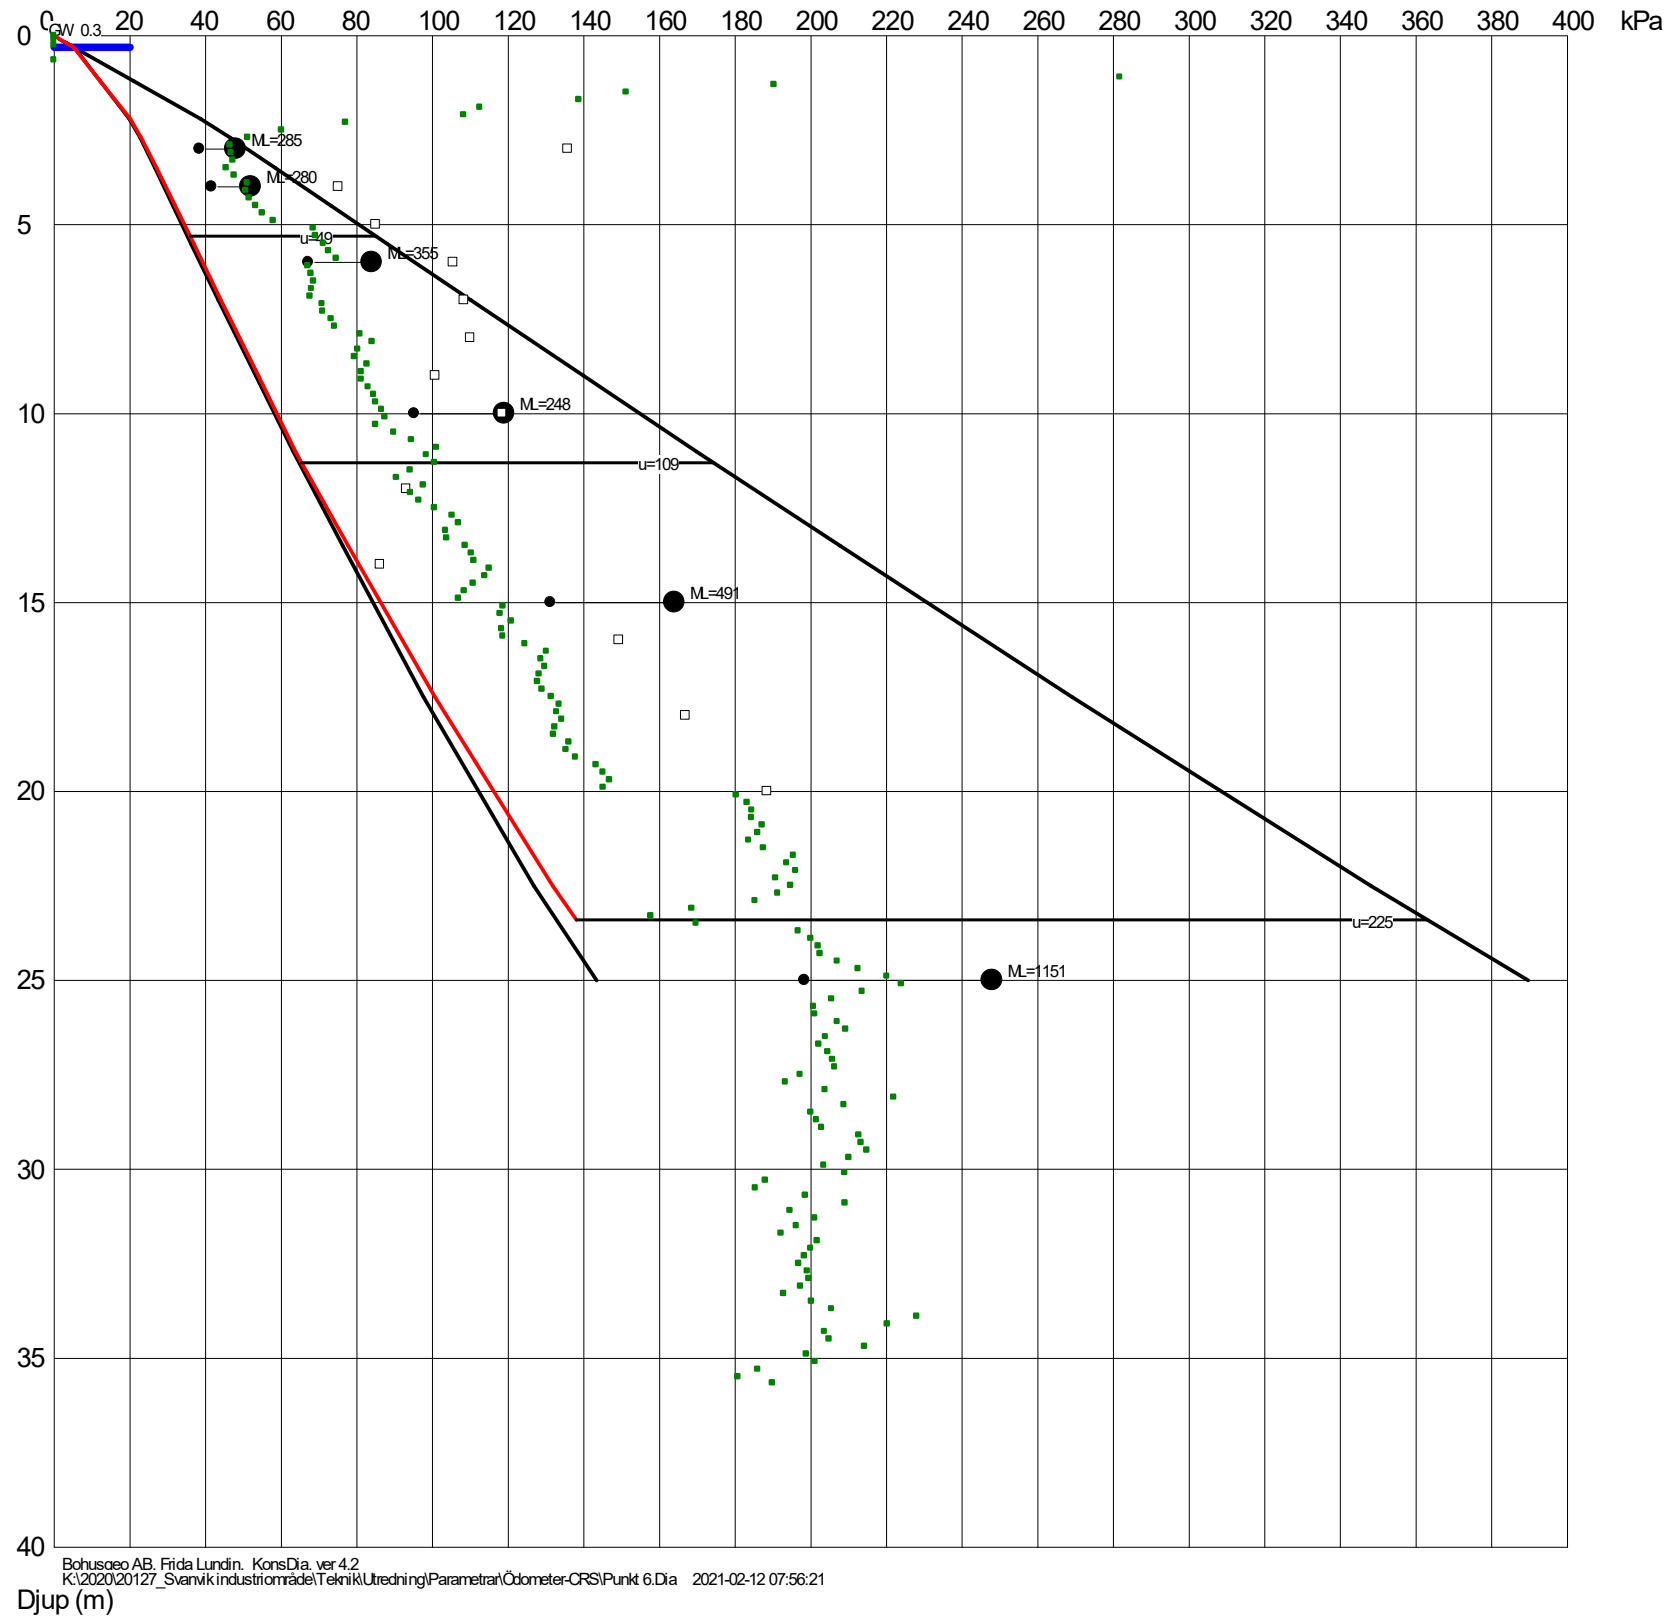 0 20 40 60 80 100 120 140 160 180 200 220 240 260 280 300 320 340 360 380 400 kPa
0
GW 0.3
ML=285
ML=280
5
u=49
ML=355
10
ML=248
u=109
15
ML=491
20
u=225
25
ML=1151
30
35
40
Bohusgeo AB. Frida Lundin. KonsDia. ver 4.2
K:\2020\20127_Svanvik industriområde\Teknik\Utredning\Parametrar\Ödometer-CRS\Punkt 6.Dia 2021-02-12 07:56:21
Djup (m)